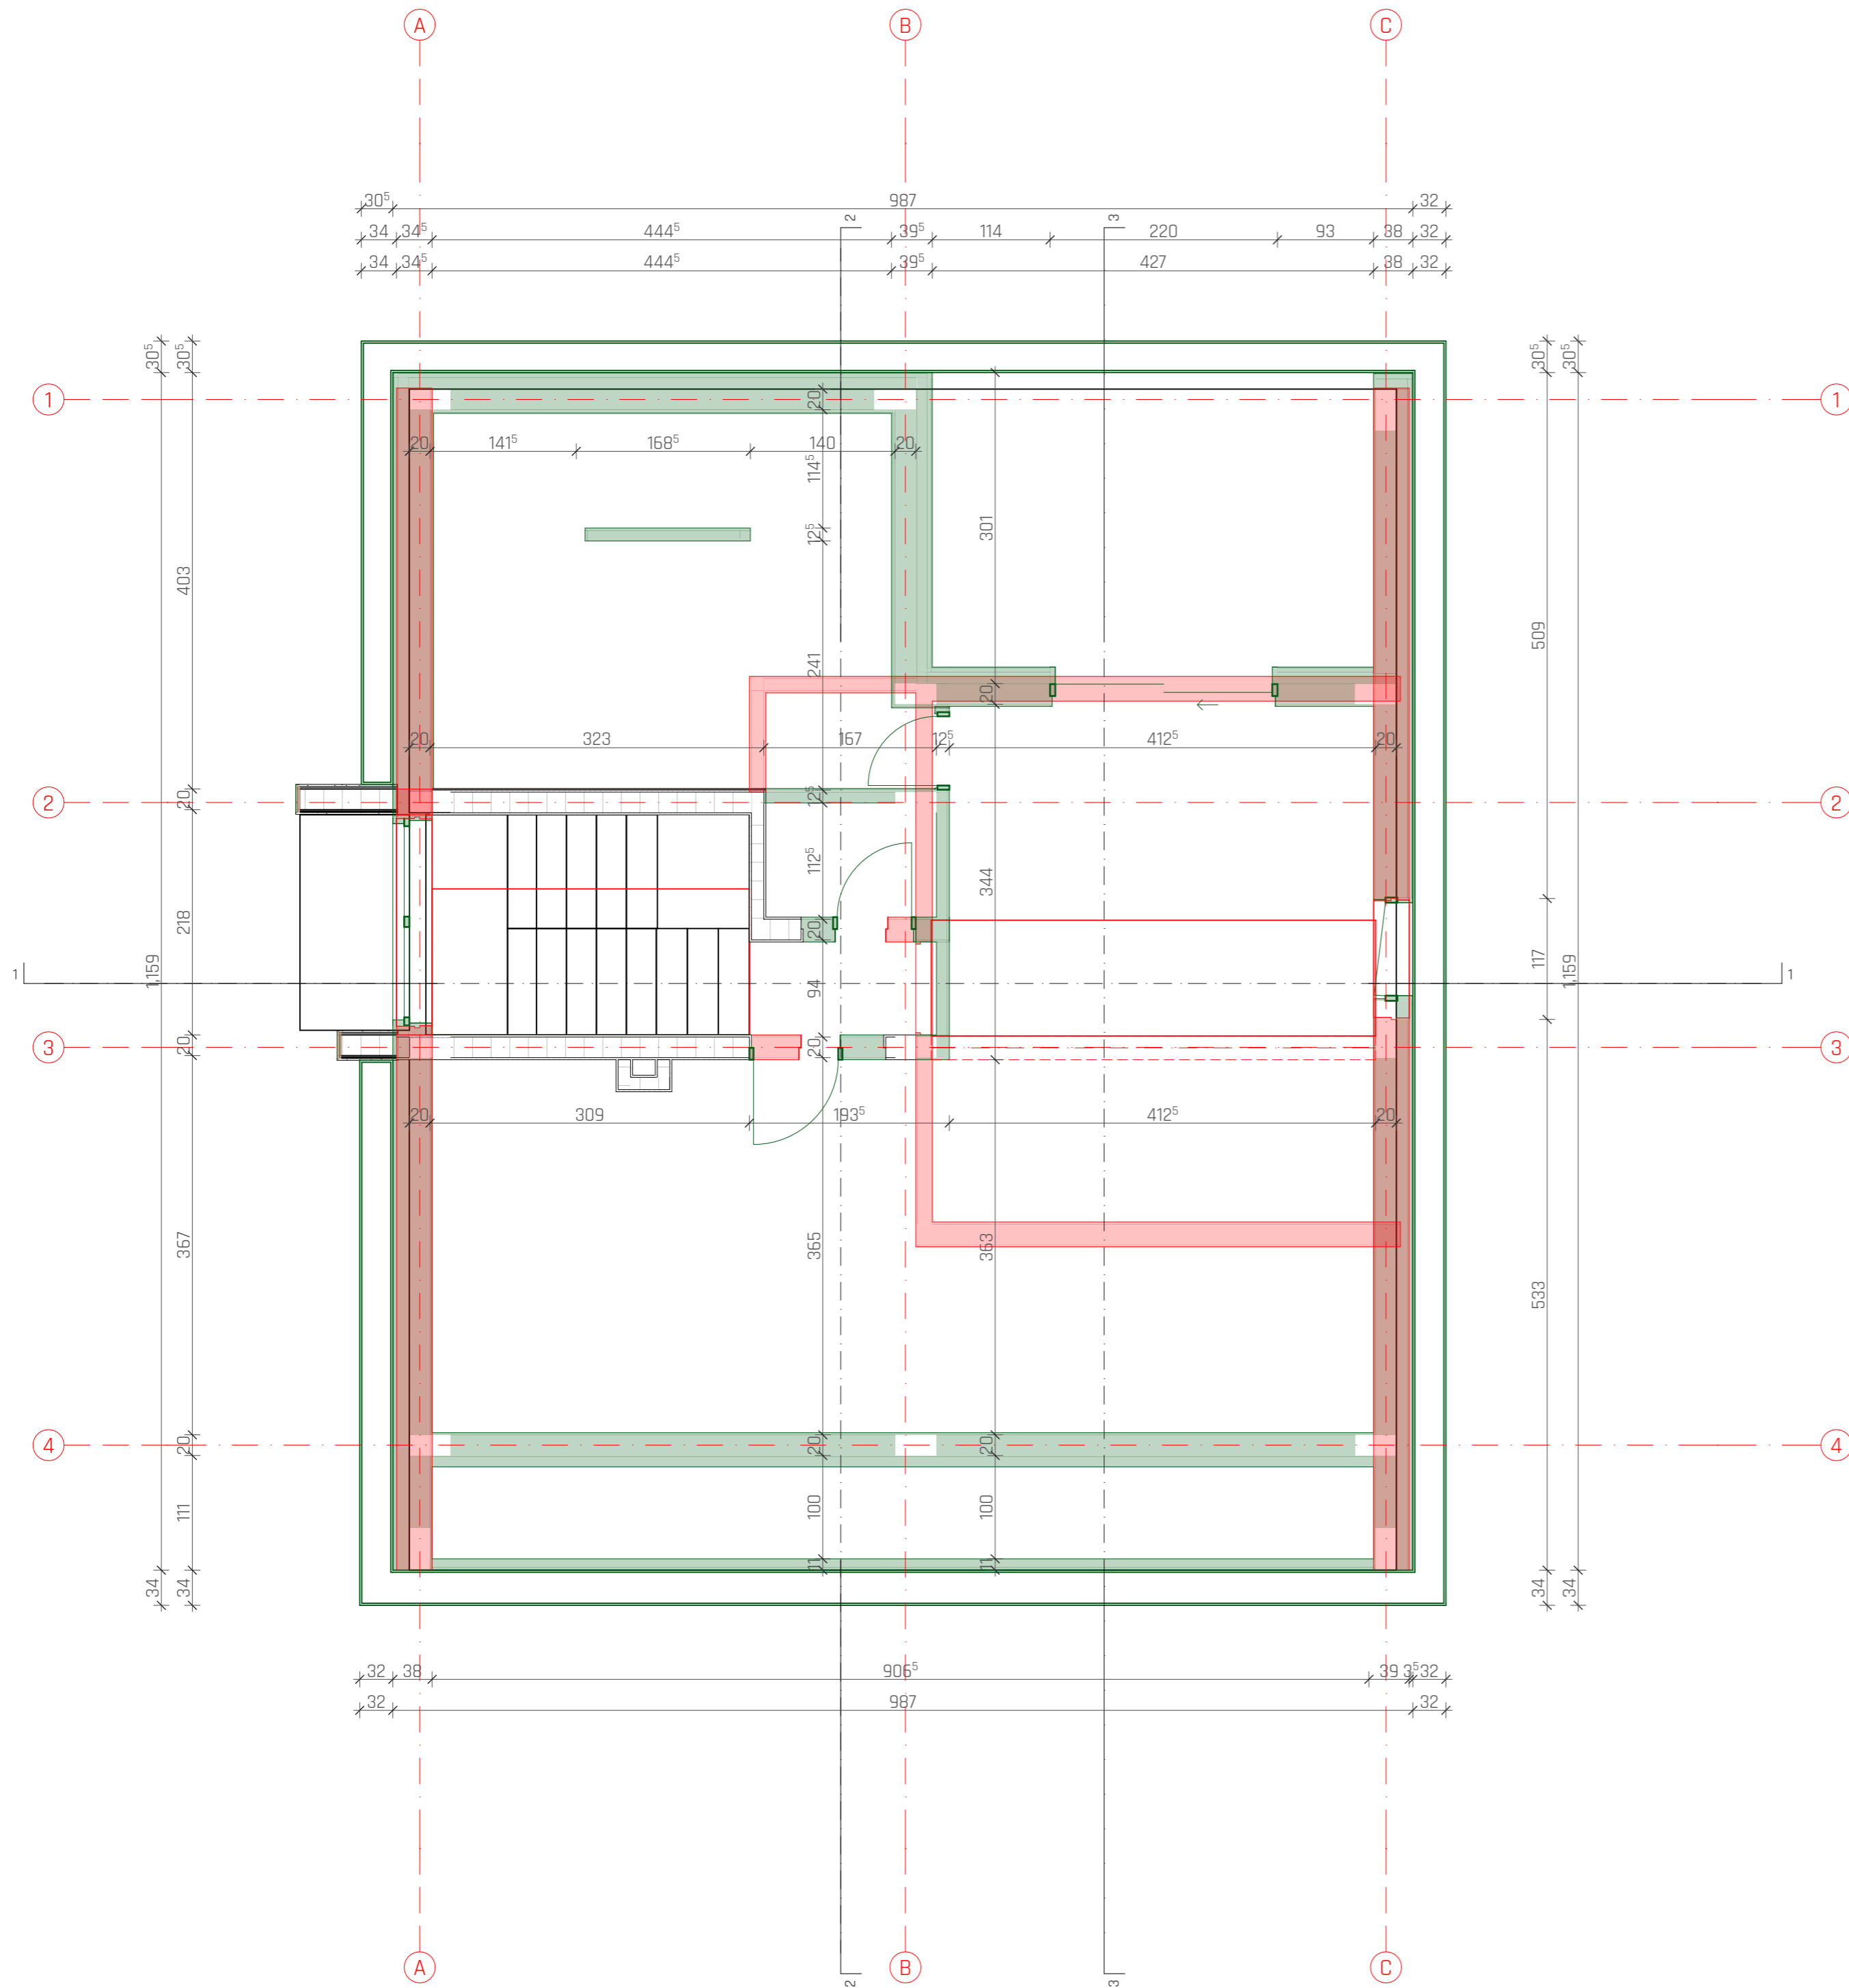 A B C
30⁵ 987 32
2 3
34 34⁵ 444⁵ 39⁵ 114 220 93 38 32
34 34⁵ 444⁵ 39⁵ 427 38 32
30⁵ 30⁵ 30⁵ 30⁵
1 1
20
20 141⁵ 168⁵ 140 20
114⁵
301
12⁵
403
509
241
20
20 323 167 12⁵ 412⁵ 20
2 20 12⁵ 2
112⁵
344
218
20
117
1 1,159 94 1,159 1
3 20 20 3
20 309 193⁵ 412⁵ 20
367 365 363
533
4 20 20 20 4
111 100 100
11 11
34 34 34 34
32 38 906⁵ 39 3⁵ 32
32 987 32
A B C
2 3